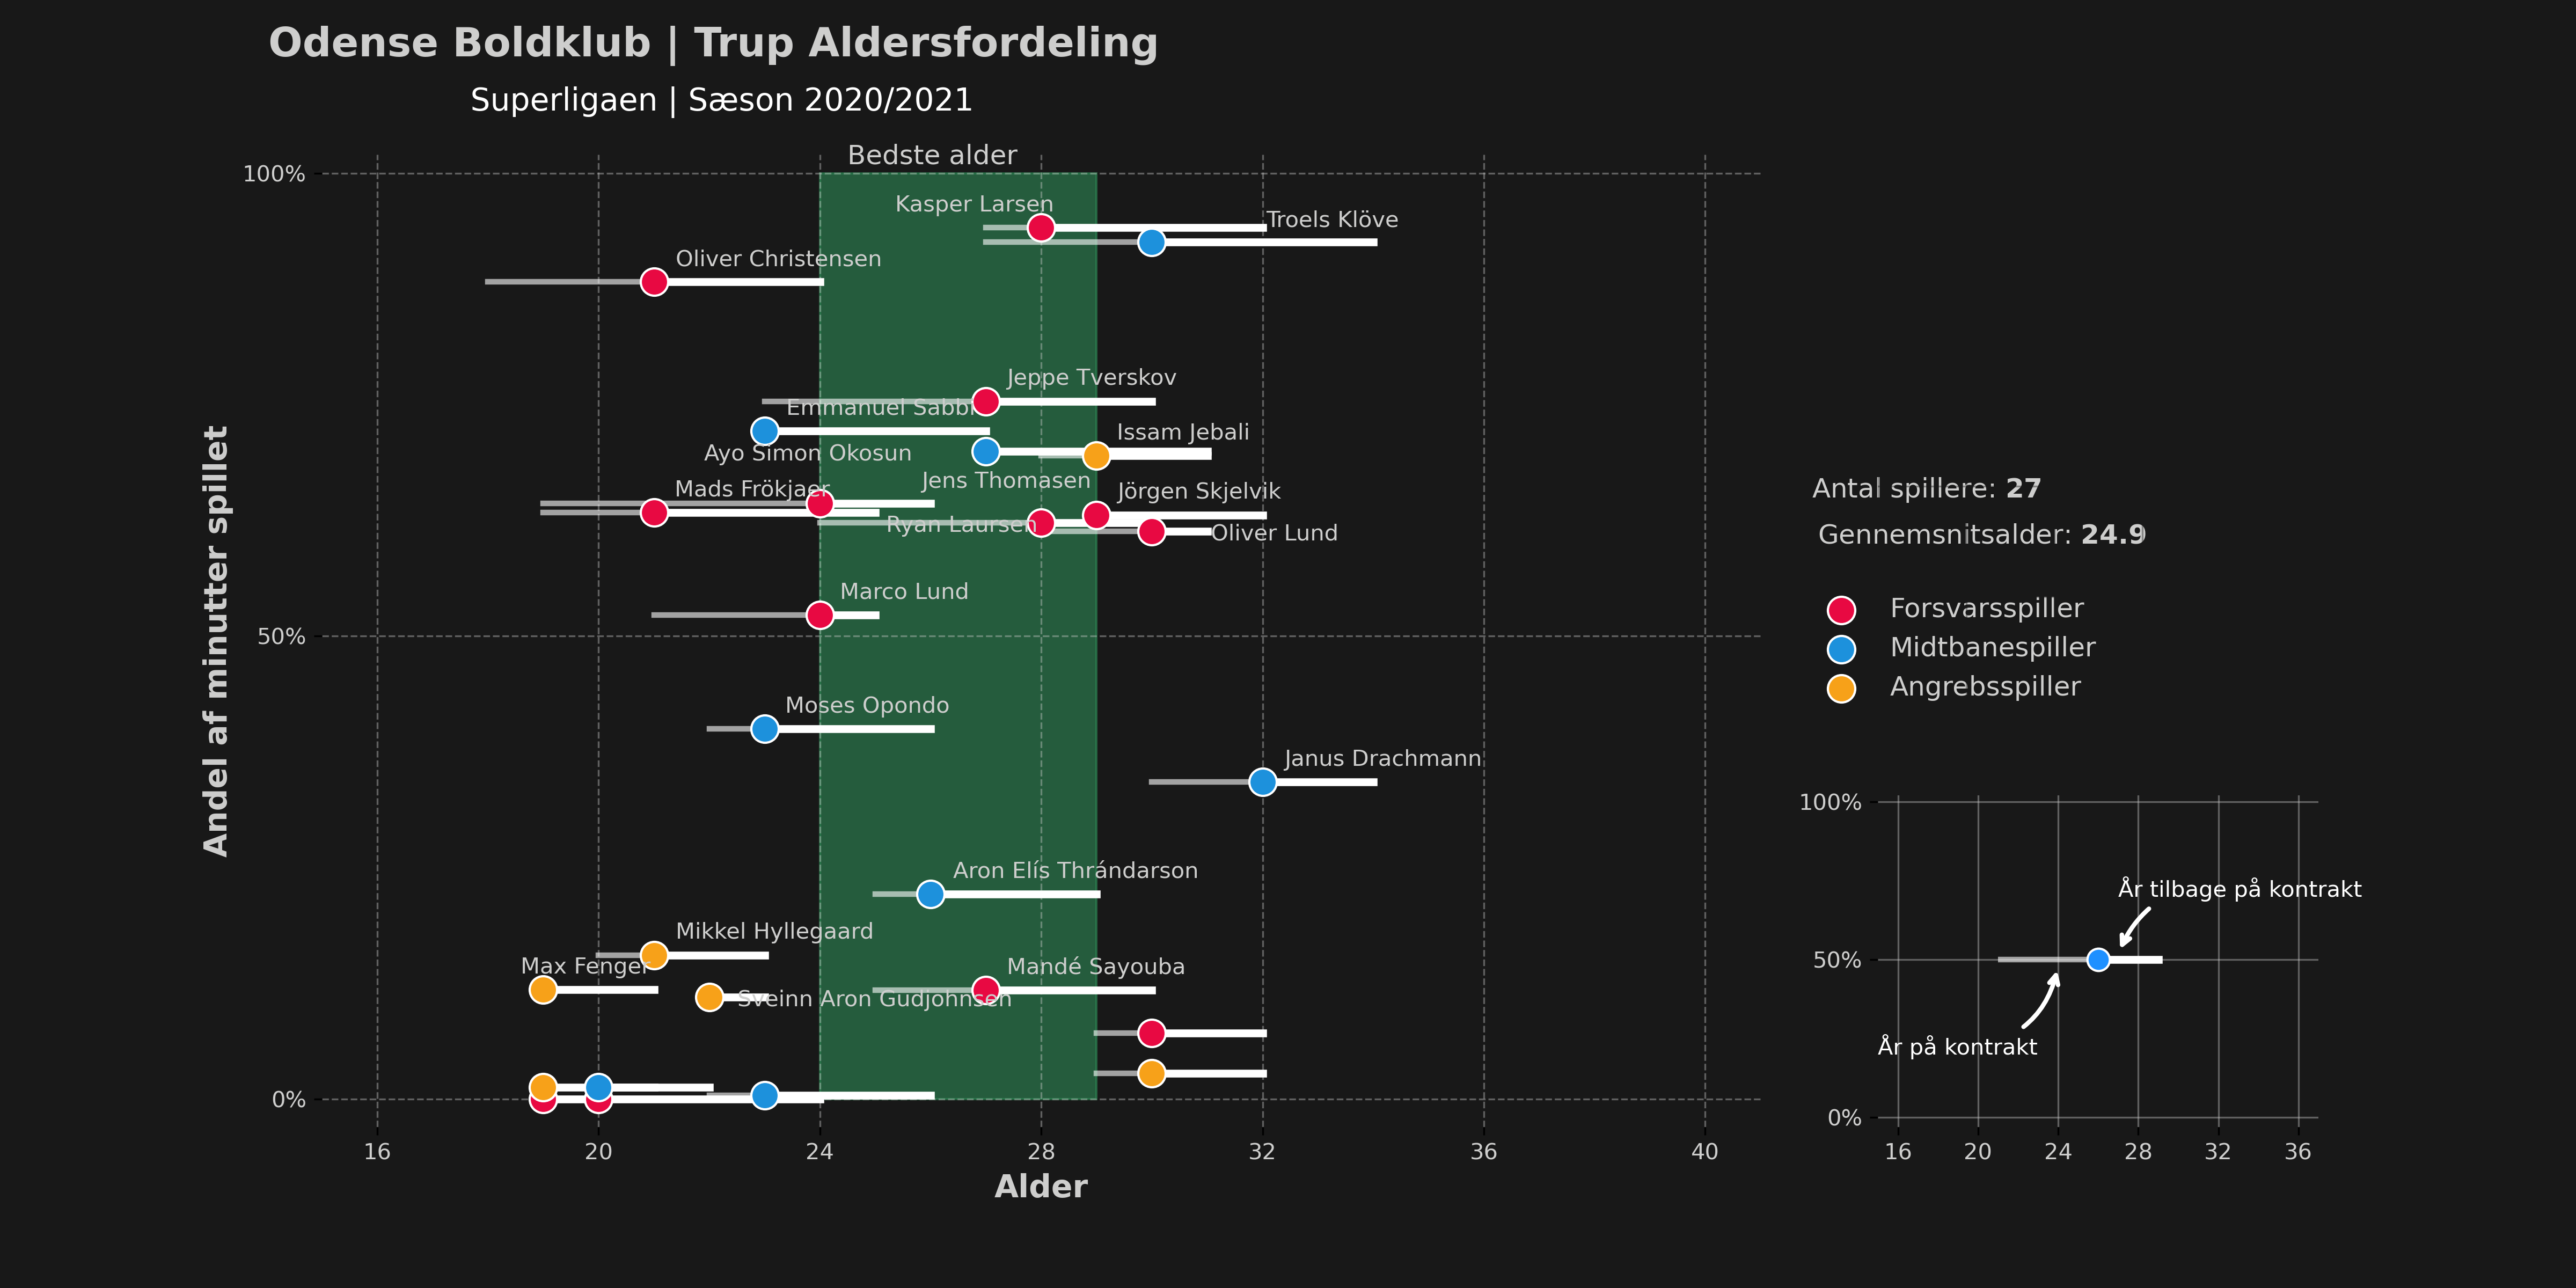 Odense Boldklub | Trup Aldersfordeling
Superligaen | Sæson 2020/2021
Bedste alder
100%
Kasper Larsen
Troels Klöve
Oliver Christensen
Jeppe Tverskov
Emmanuel Sabbi
Issam Jebali
Ayo Simon Okosun
Jens Thomasen
Mads Frökjaer
Jörgen Skjelvik
Ryan Laursen
Oliver Lund
Marco Lund
50%
Moses Opondo
Janus Drachmann
Aron Elís Thrándarson
Mikkel Hyllegaard
Max Fenger
Mandé Sayouba
Sveinn Aron Gudjohnsen
0%
16 20 24 28 32 36 40
Alder
Andel af minutter spillet
Antal spillere: 27
Gennemsnitsalder: 24.9
Forsvarsspiller
Midtbanespiller
Angrebsspiller
100%
År tilbage på kontrakt
50%
År på kontrakt
0%
16 20 24 28 32 36